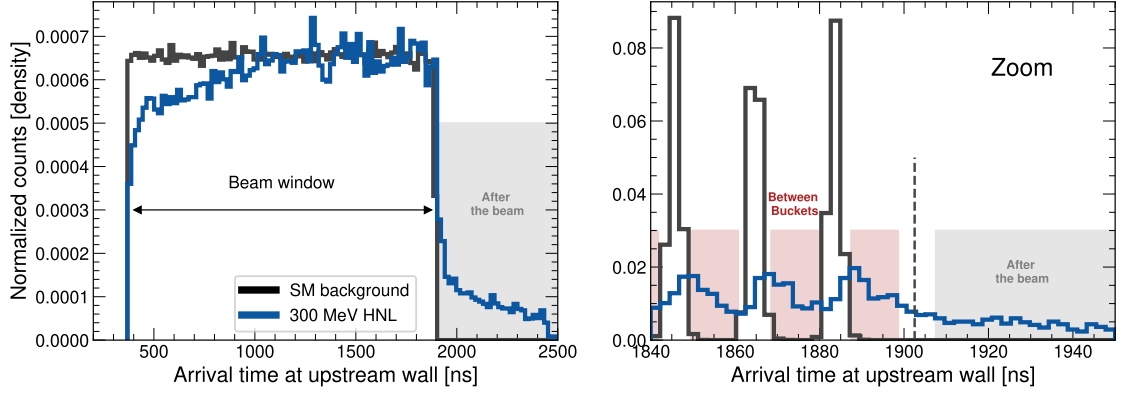 Normalized counts [density]
0.0007
0.0006
0.0005
0.0004
0.0003
0.0002
0.0001
0.0000
Beam window
After
the beam
SM background
300 MeV HNL
500
1000
1500
2000
2500
Arrival time at upstream wall [ns]
0.08
0.06
0.04
0.02
0.00
Zoom
Between
Buckets
After
the beam
1840
1860
1880
1900
1920
1940
Arrival time at upstream wall [ns]